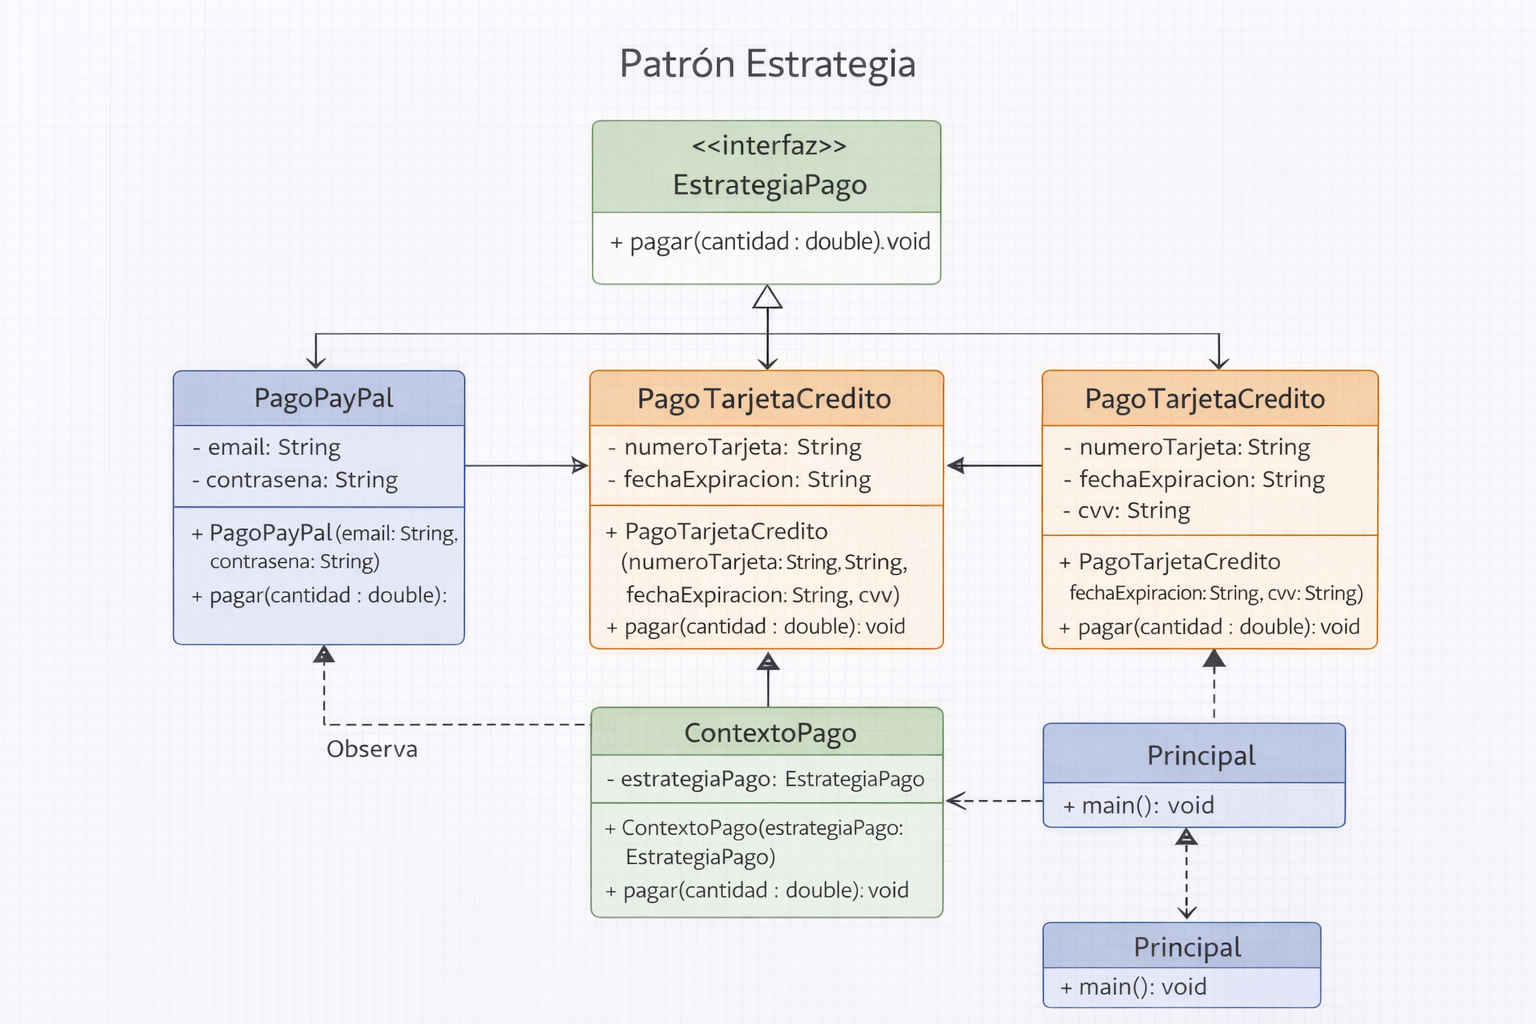 Patrón Estrategia
<<interfaz>>
EstrategiaPago
+ pagar(cantidad : double).void
PagoPayPal
- email: String
- contrasena: String
+ PagoPayPal(email: String,
contrasena: String)
+ pagar(cantidad : double):
PagoTarjetaCredito
- numeroTarjeta: String
- fechaExpiracion: String
+ PagoTarjetaCredito
(numeroTarjeta: String, String,
fechaExpiracion: String, cvv)
+ pagar(cantidad : double): void
PagoTarjetaCredito
- numeroTarjeta: String
- fechaExpiracion: String
- cvv: String
+ PagoTarjetaCredito
fechaExpiracion: String, cvv: String)
+ pagar(cantidad : double): void
Observa
ContextoPago
- estrategiaPago: EstrategiaPago
+ ContextoPago(estrategiaPago:
EstrategiaPago)
+ pagar(cantidad : double): void
Principal
+ main(): void
Principal
+ main(): void